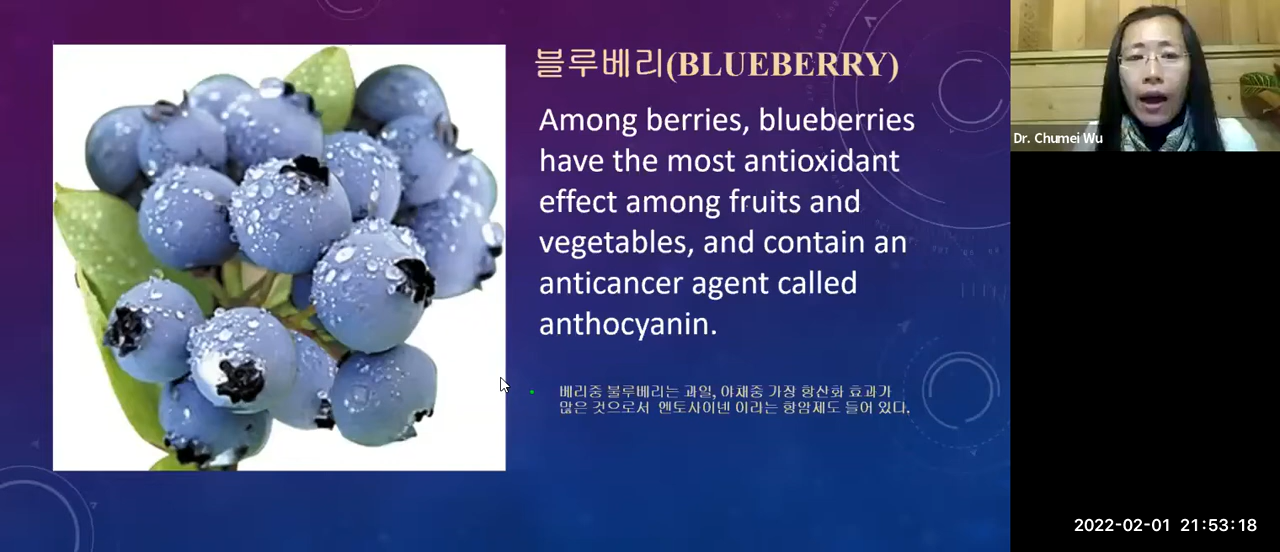 블루베리(BLUEBERRY)
Among berries, blueberries
have the most antioxidant
effect among fruits and
vegetables, and contain an
anticancer agent called
anthocyanin.
베리중 불루베리는 과일, 야채중 가장 항산화 효과가
많은 것으로서 앤토사이넨 이라는 항암제도 들어 있다.
Dr. Chumei Wu
2022-02-01 21:53:18